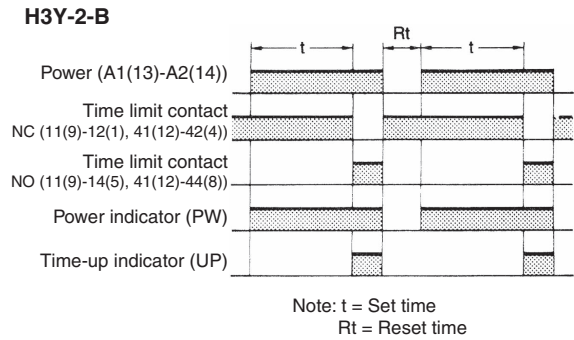 H3Y-2-B
Rt
t
t
Power (A1(13)-A2(14))
Time limit contact
NC (11(9)-12(1), 41(12)-42(4))
Time limit contact
NO (11(9)-14(5), 41(12)-44(8))
Power indicator (PW)
Time-up indicator (UP)
Note: t = Set time
Rt = Reset time